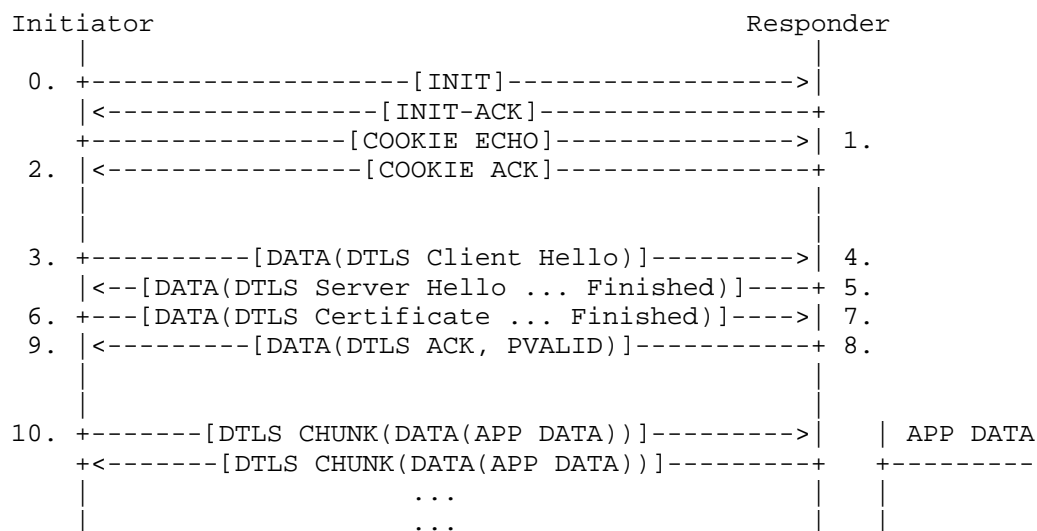 Initiator                                     Responder
    |                                             |
 0. +--------------------[INIT]------------------>|
    |<------------------[INIT-ACK]-----------------+
    +----------------[COOKIE ECHO]--------------->| 1.
 2. |<----------------[COOKIE ACK]----------------+
    |                                             |
    |                                             |
 3. +----------[DATA(DTLS Client Hello)]--------->| 4.
    |<--[DATA(DTLS Server Hello ... Finished)]----+ 5.
 6. +---[DATA(DTLS Certificate ... Finished)]---->| 7.
 9. |<---------[DATA(DTLS ACK, PVALID)]-----------+ 8.
    |                                             |
    |                                             |
10. +-------[DTLS CHUNK(DATA(APP DATA))]--------->|   | APP DATA
    +<-------[DTLS CHUNK(DATA(APP DATA))]---------+   +---------
    |                    ...                      |   |
    |                    ...                      |   |